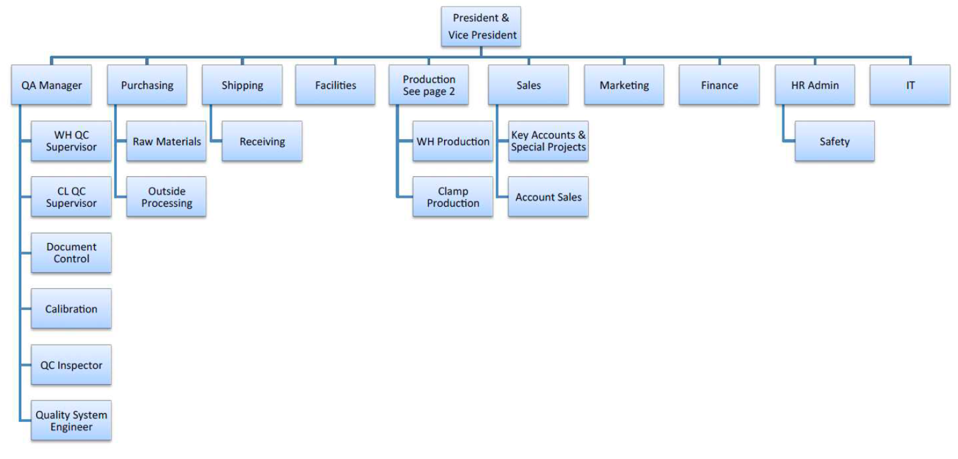 President &
Vice President
QA Manager
Purchasing
Shipping
Facilities
Production
See page 2
Sales
Marketing
Finance
HR Admin
IT
WH QC
Supervisor
Raw Materials
Receiving
WH Production
Key Accounts &
Special Projects
Safety
CL QC
Supervisor
Outside
Processing
Clamp
Production
Account Sales
Document
Control
Calibration
QC Inspector
Quality System
Engineer